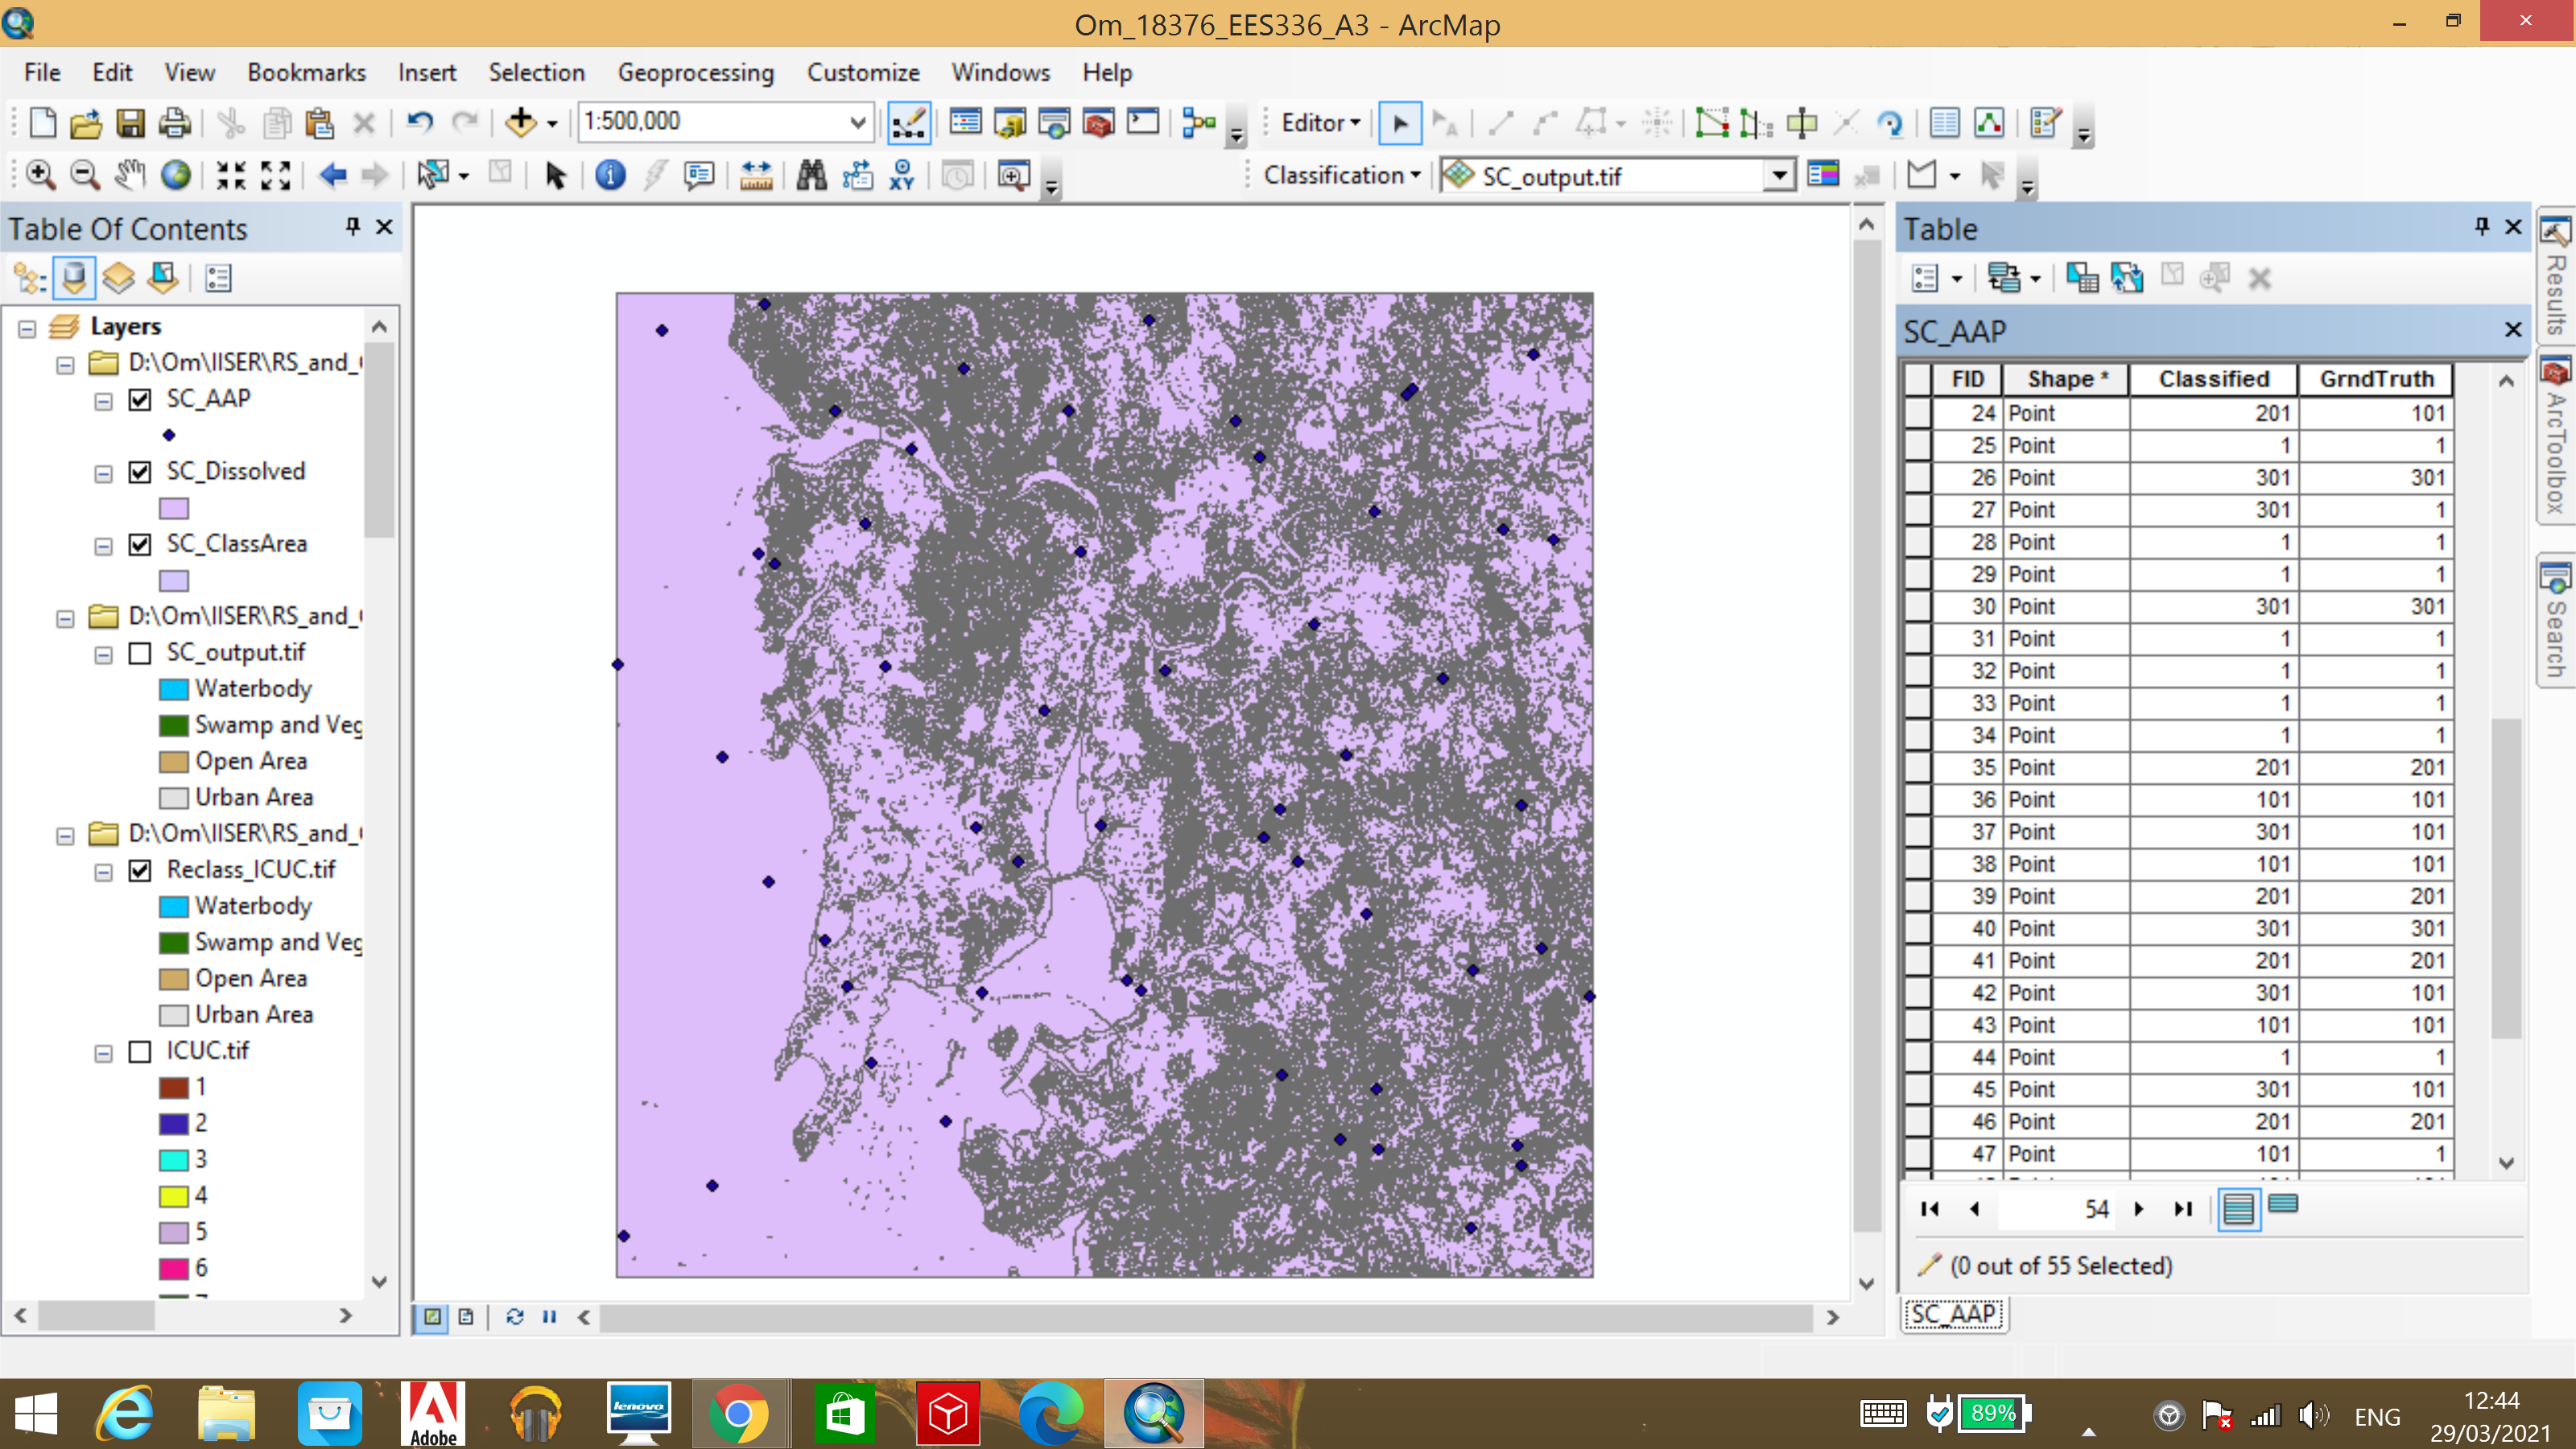 Om_18376_EES336_A3 - ArcMap
File Edit View Bookmarks Insert Selection Geoprocessing Customize Windows Help
1:500,000
Editor
Classification
SC_output.tif
Table Of Contents
Layers
D:\Om\IISER\RS_and_
SC_AAP
SC_Dissolved
SC_ClassArea
D:\Om\IISER\RS_and_
SC_output.tif
Waterbody
Swamp and Veg
Open Area
Urban Area
D:\Om\IISER\RS_and_
Reclass_ICUC.tif
Waterbody
Swamp and Veg
Open Area
Urban Area
ICUC.tif
1
2
3
4
5
6
Table
SC_AAP
FID Shape * Classified GrndTruth
24 Point 201 101
25 Point 1 1
26 Point 301 301
27 Point 301 1
28 Point 1 1
29 Point 1 1
30 Point 301 301
31 Point 1 1
32 Point 1 1
33 Point 1 1
34 Point 1 1
35 Point 201 201
36 Point 101 101
37 Point 301 101
38 Point 101 101
39 Point 201 201
40 Point 301 301
41 Point 201 201
42 Point 301 101
43 Point 101 101
44 Point 1 1
45 Point 301 101
46 Point 201 201
47 Point 101 1
54
(0 out of 55 Selected)
SC_AAP
Results
ArcToolbox
Search
Adobe
lenovo
89%
ENG
12:44
29/03/2021